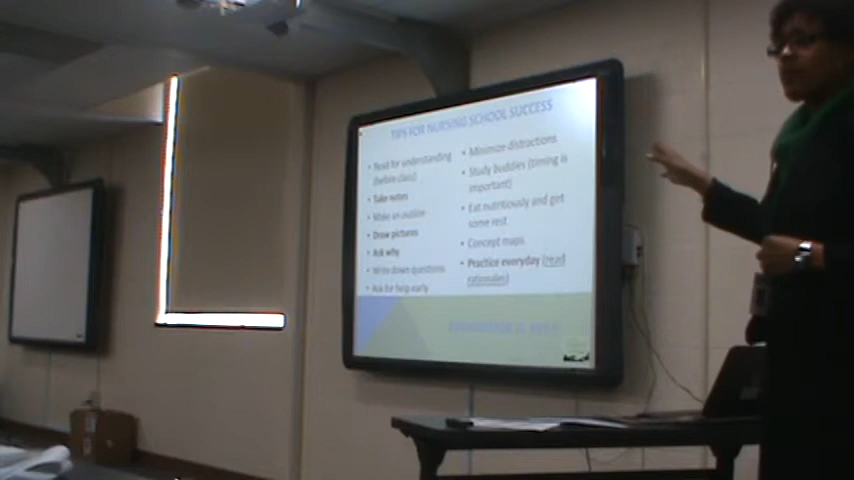 TIPS FOR NURSING SCHOOL SUCCESS
• Read for understanding
(before class)
• Take notes
• Make an outline
• Draw pictures
• Ask why
• Write down questions
• Ask for help early
• Minimize distractions
• Study buddies (timing is
important)
• Eat nutritiously and get
some rest
• Concept maps
• Practice everyday (read
rationales)